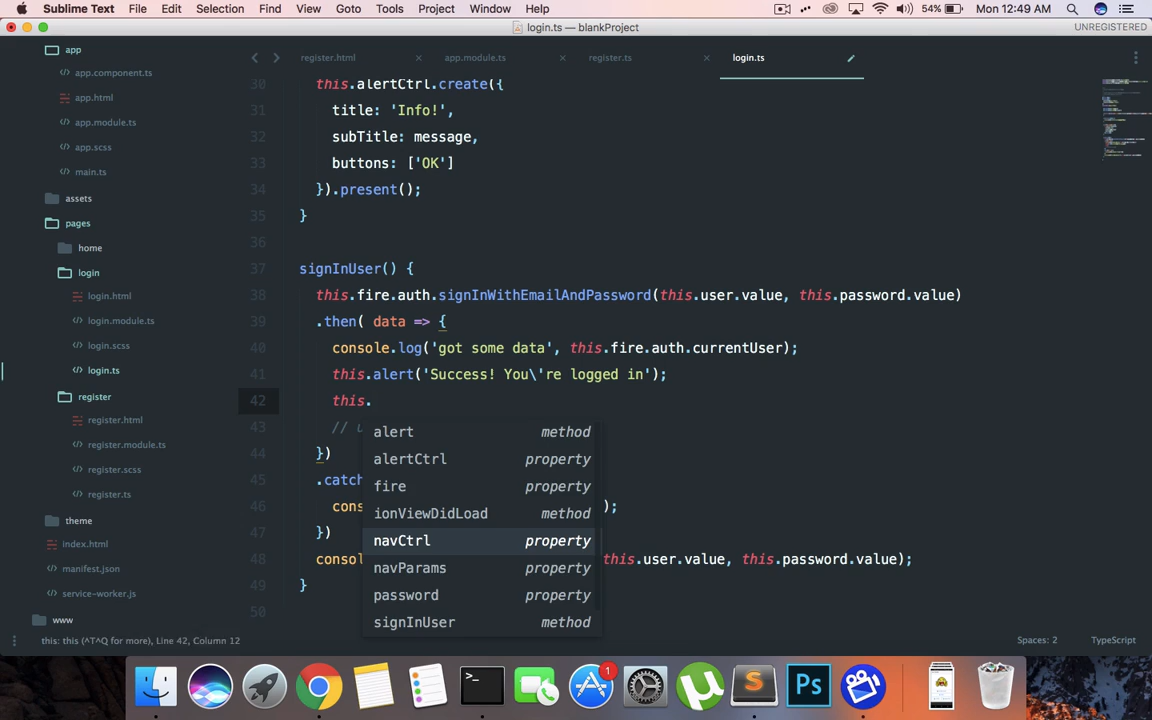 Sublime Text File Edit Selection Find View Goto Tools Project Window Help 54% Mon 12:49 AM
login.ts — blankProject UNREGISTERED
app
app.component.ts
app.html
app.module.ts
app.scss
main.ts
assets
pages
home
login
login.html
login.module.ts
login.scss
login.ts
register
register.html
register.module.ts
register.scss
register.ts
theme
index.html
manifest.json
service-worker.js
www
register.html app.module.ts register.ts login.ts
30 this.alertCtrl.create({
31 title: 'Info!',
32 subTitle: message,
33 buttons: ['OK']
34 }).present();
35 }
36
37 signInUser() {
38 this.fire.auth.signInWithEmailAndPassword(this.user.value, this.password.value)
39 .then( data => {
40 console.log('got some data', this.fire.auth.currentUser);
41 this.alert('Success! You\'re logged in');
42 this.
43 //
44 })
45 .catch
46 );
47 })
48 this.user.value, this.password.value);
49 }
50
alert method
alertCtrl property
fire property
ionViewDidLoad method
navCtrl property
navParams property
password property
signInUser method
this: this (^T^Q for more), Line 42, Column 12 Spaces: 2 TypeScript
1
>_
S
Ps